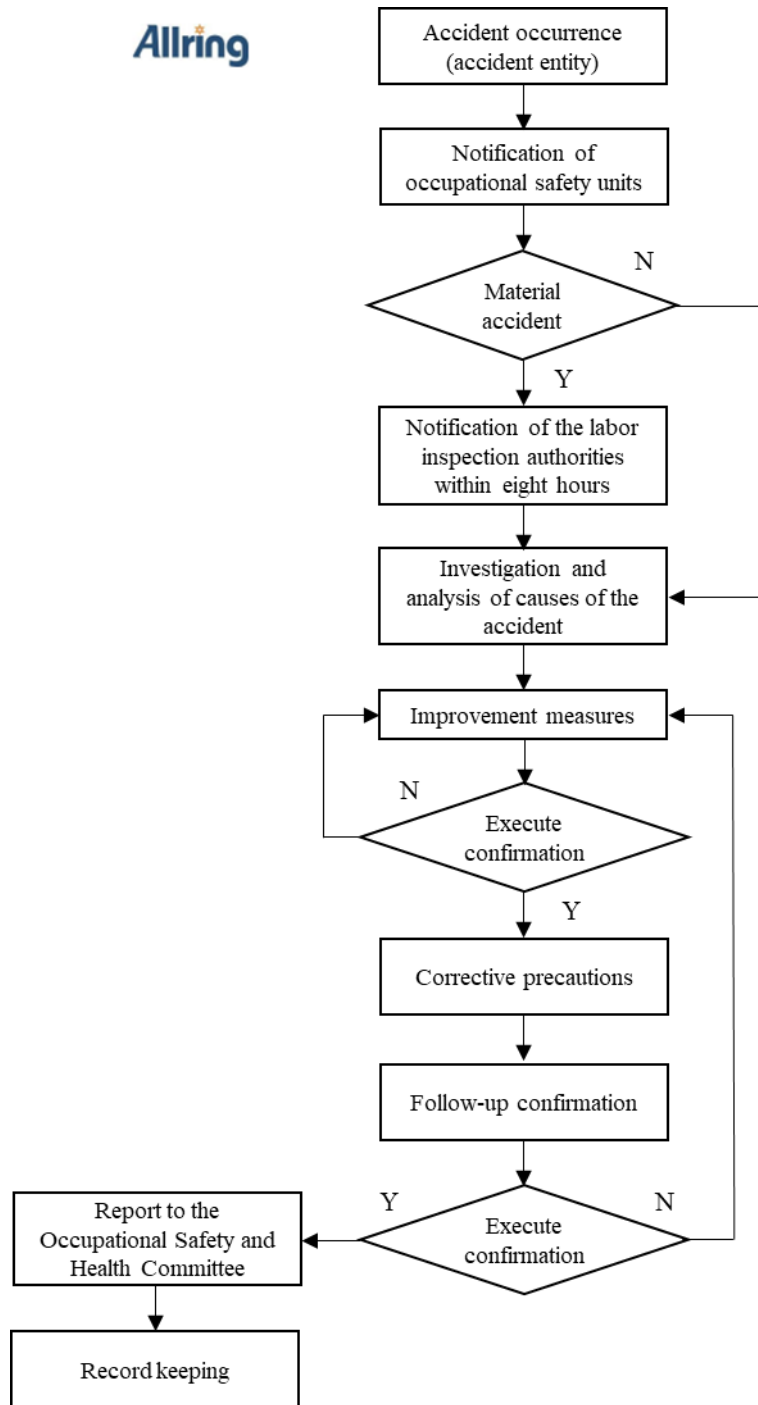 Allring
Accident occurrence
(accident entity)
Notification of
occupational safety units
N
Material
accident
Y
Notification of the labor
inspection authorities
within eight hours
Investigation and
analysis of causes of the
accident
Improvement measures
N
Execute
confirmation
Y
Corrective precautions
Follow-up confirmation
Y
N
Execute
confirmation
Report to the
Occupational Safety and
Health Committee
Record keeping